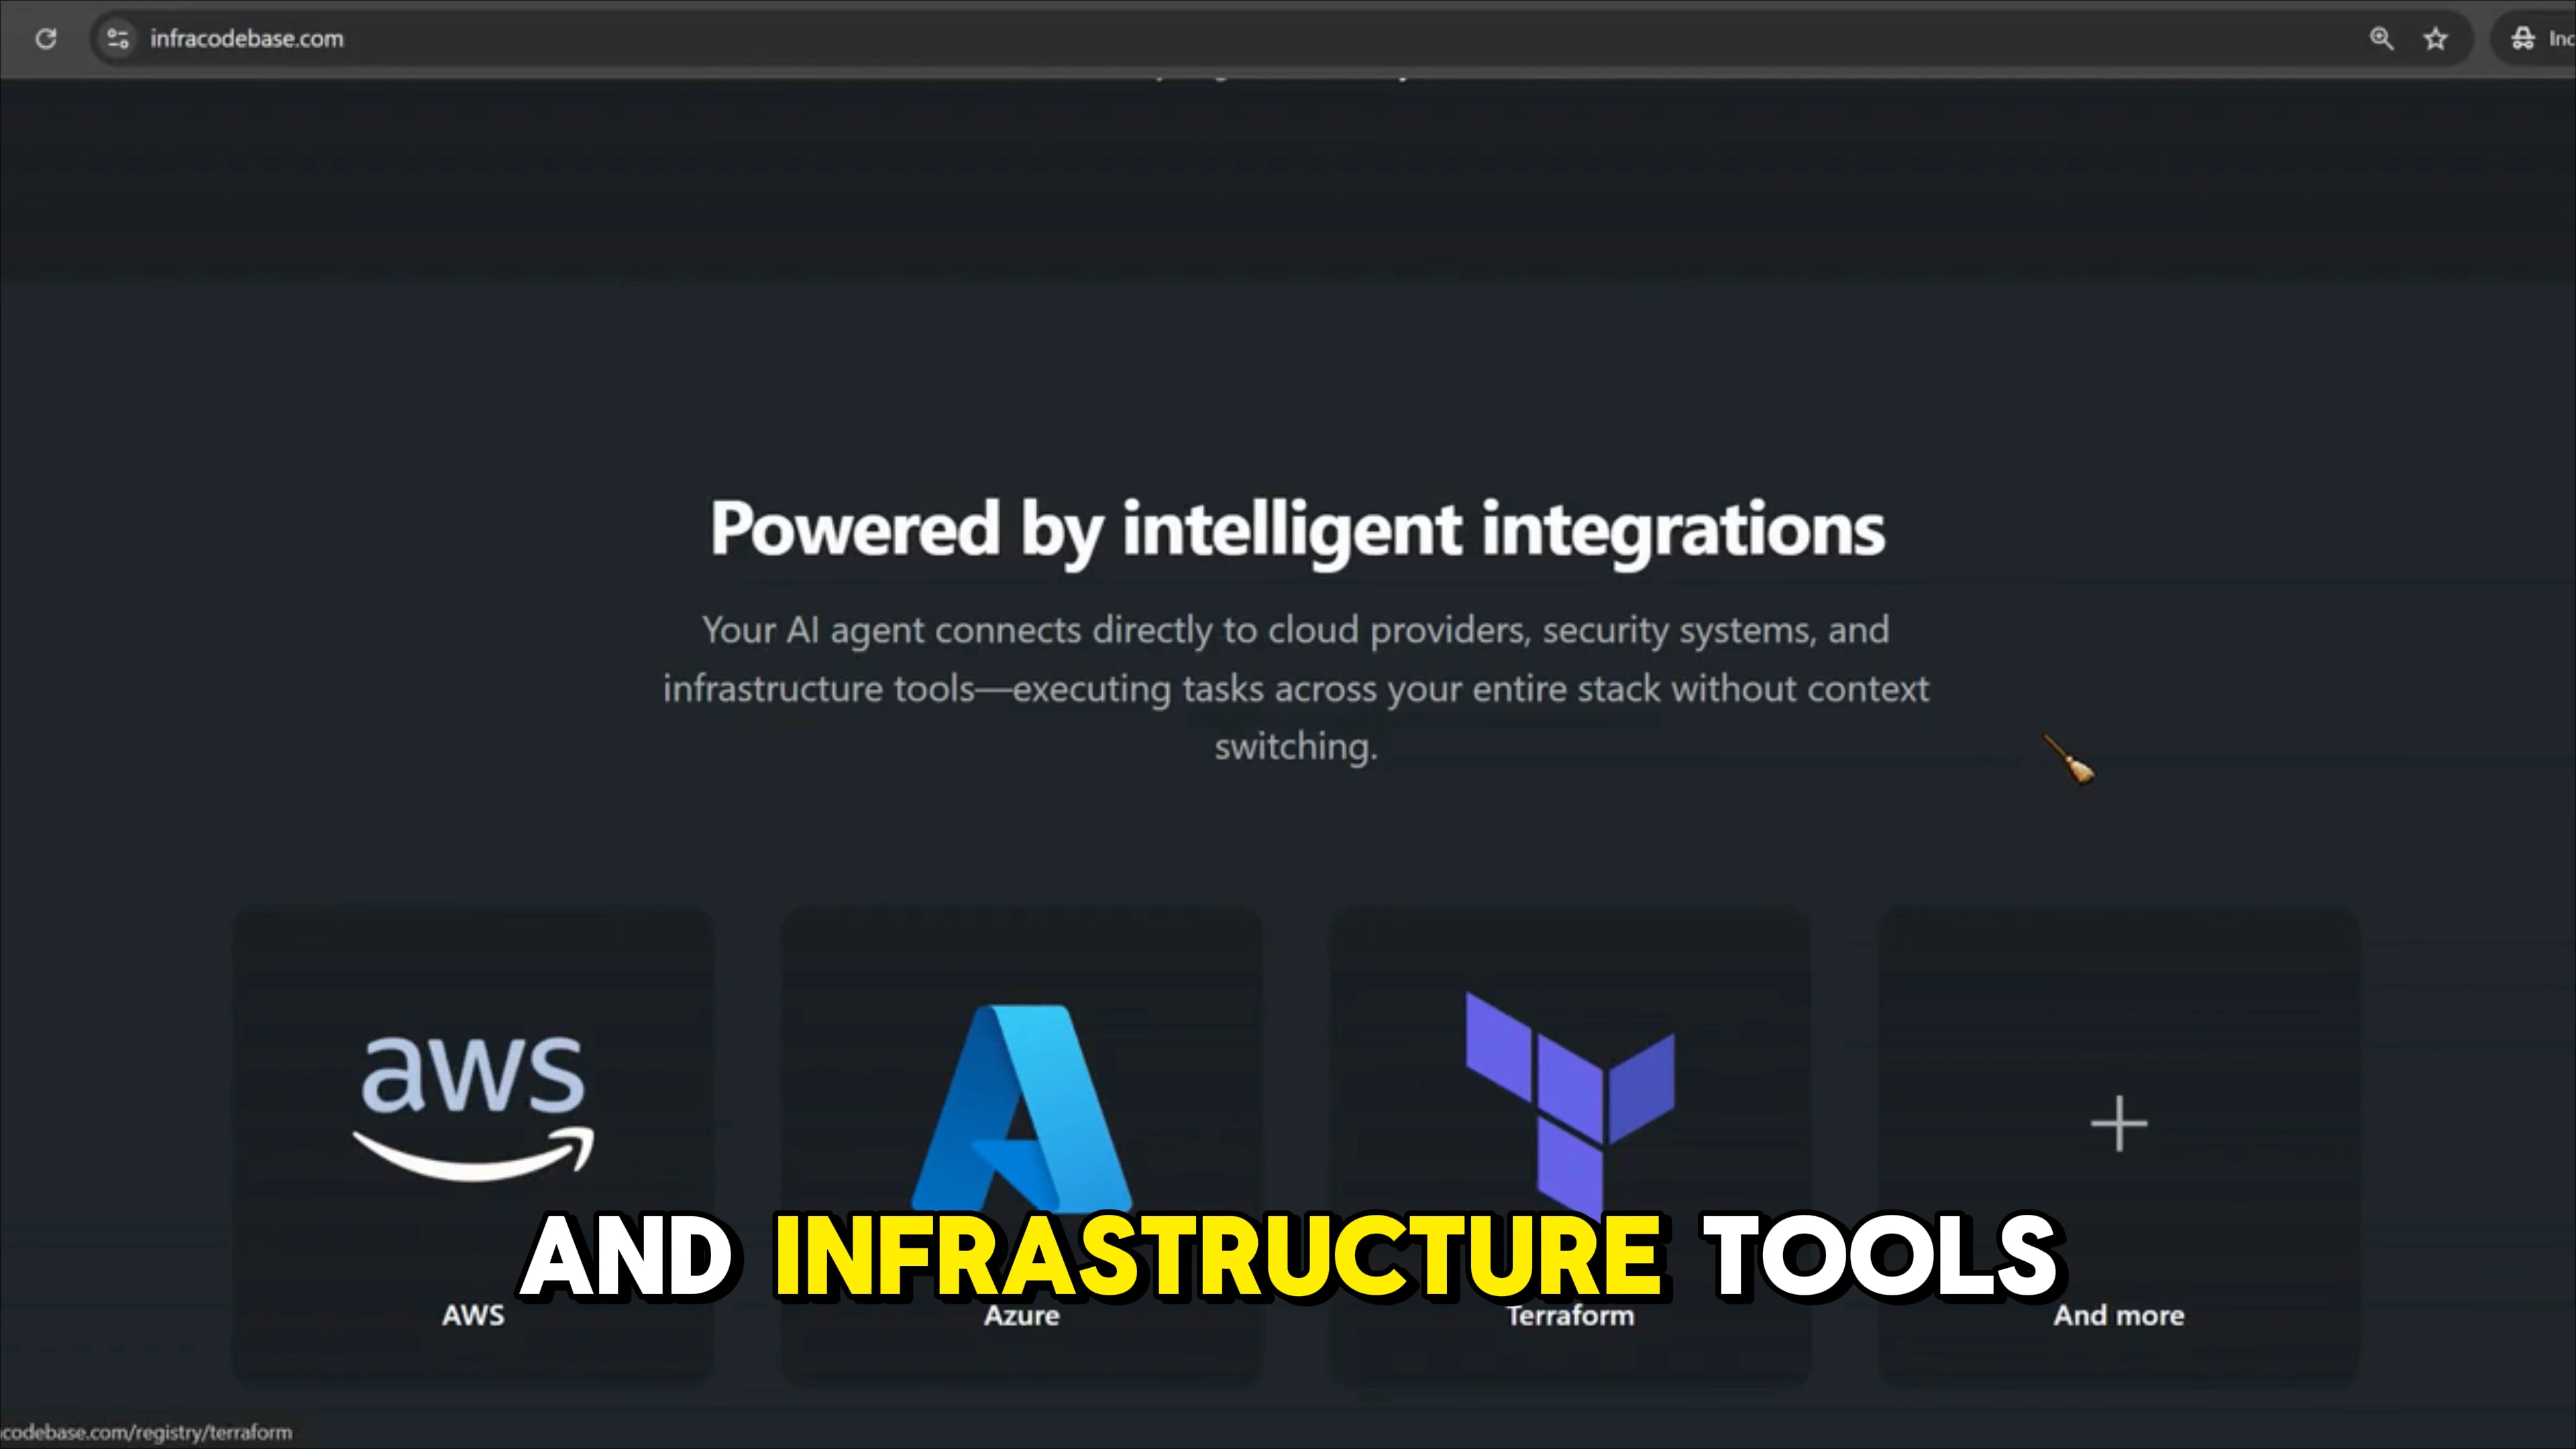 infracodebase.com
Powered by intelligent integrations
Your AI agent connects directly to cloud providers, security systems, and
infrastructure tools—executing tasks across your entire stack without context
switching.
aws
AND INFRASTRUCTURE TOOLS
AWS
Azure
Terraform
And more
codebase.com/registry/terraform